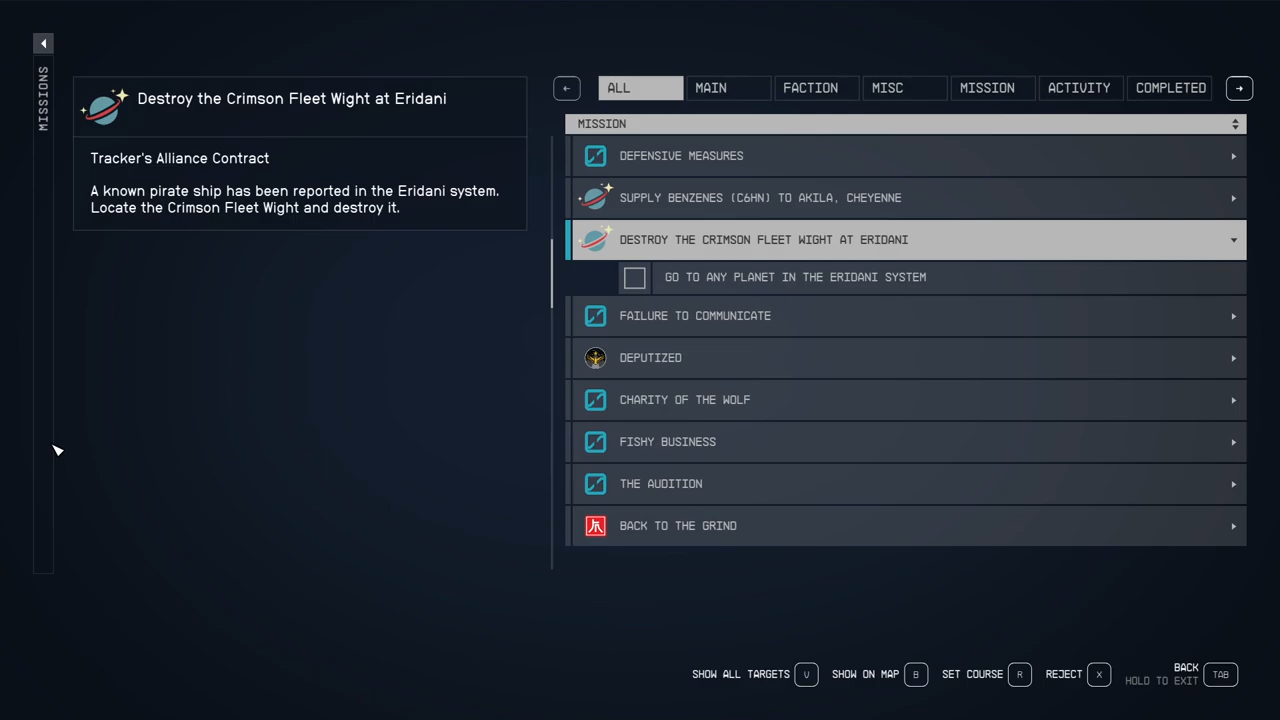 MISSIONS
Destroy the Crimson Fleet Wight at Eridani
Tracker's Alliance Contract
A known pirate ship has been reported in the Eridani system.
Locate the Crimson Fleet Wight and destroy it.
ALL
MAIN
FACTION
MISC
MISSION
ACTIVITY
COMPLETED
MISSION
DEFENSIVE MEASURES
SUPPLY BENZENES (C6HN) TO AKILA, CHEYENNE
DESTROY THE CRIMSON FLEET WIGHT AT ERIDANI
GO TO ANY PLANET IN THE ERIDANI SYSTEM
FAILURE TO COMMUNICATE
DEPUTIZED
CHARITY OF THE WOLF
FISHY BUSINESS
THE AUDITION
BACK TO THE GRIND
SHOW ALL TARGETS V
SHOW ON MAP B
SET COURSE R
REJECT X
BACK
HOLD TO EXIT TAB